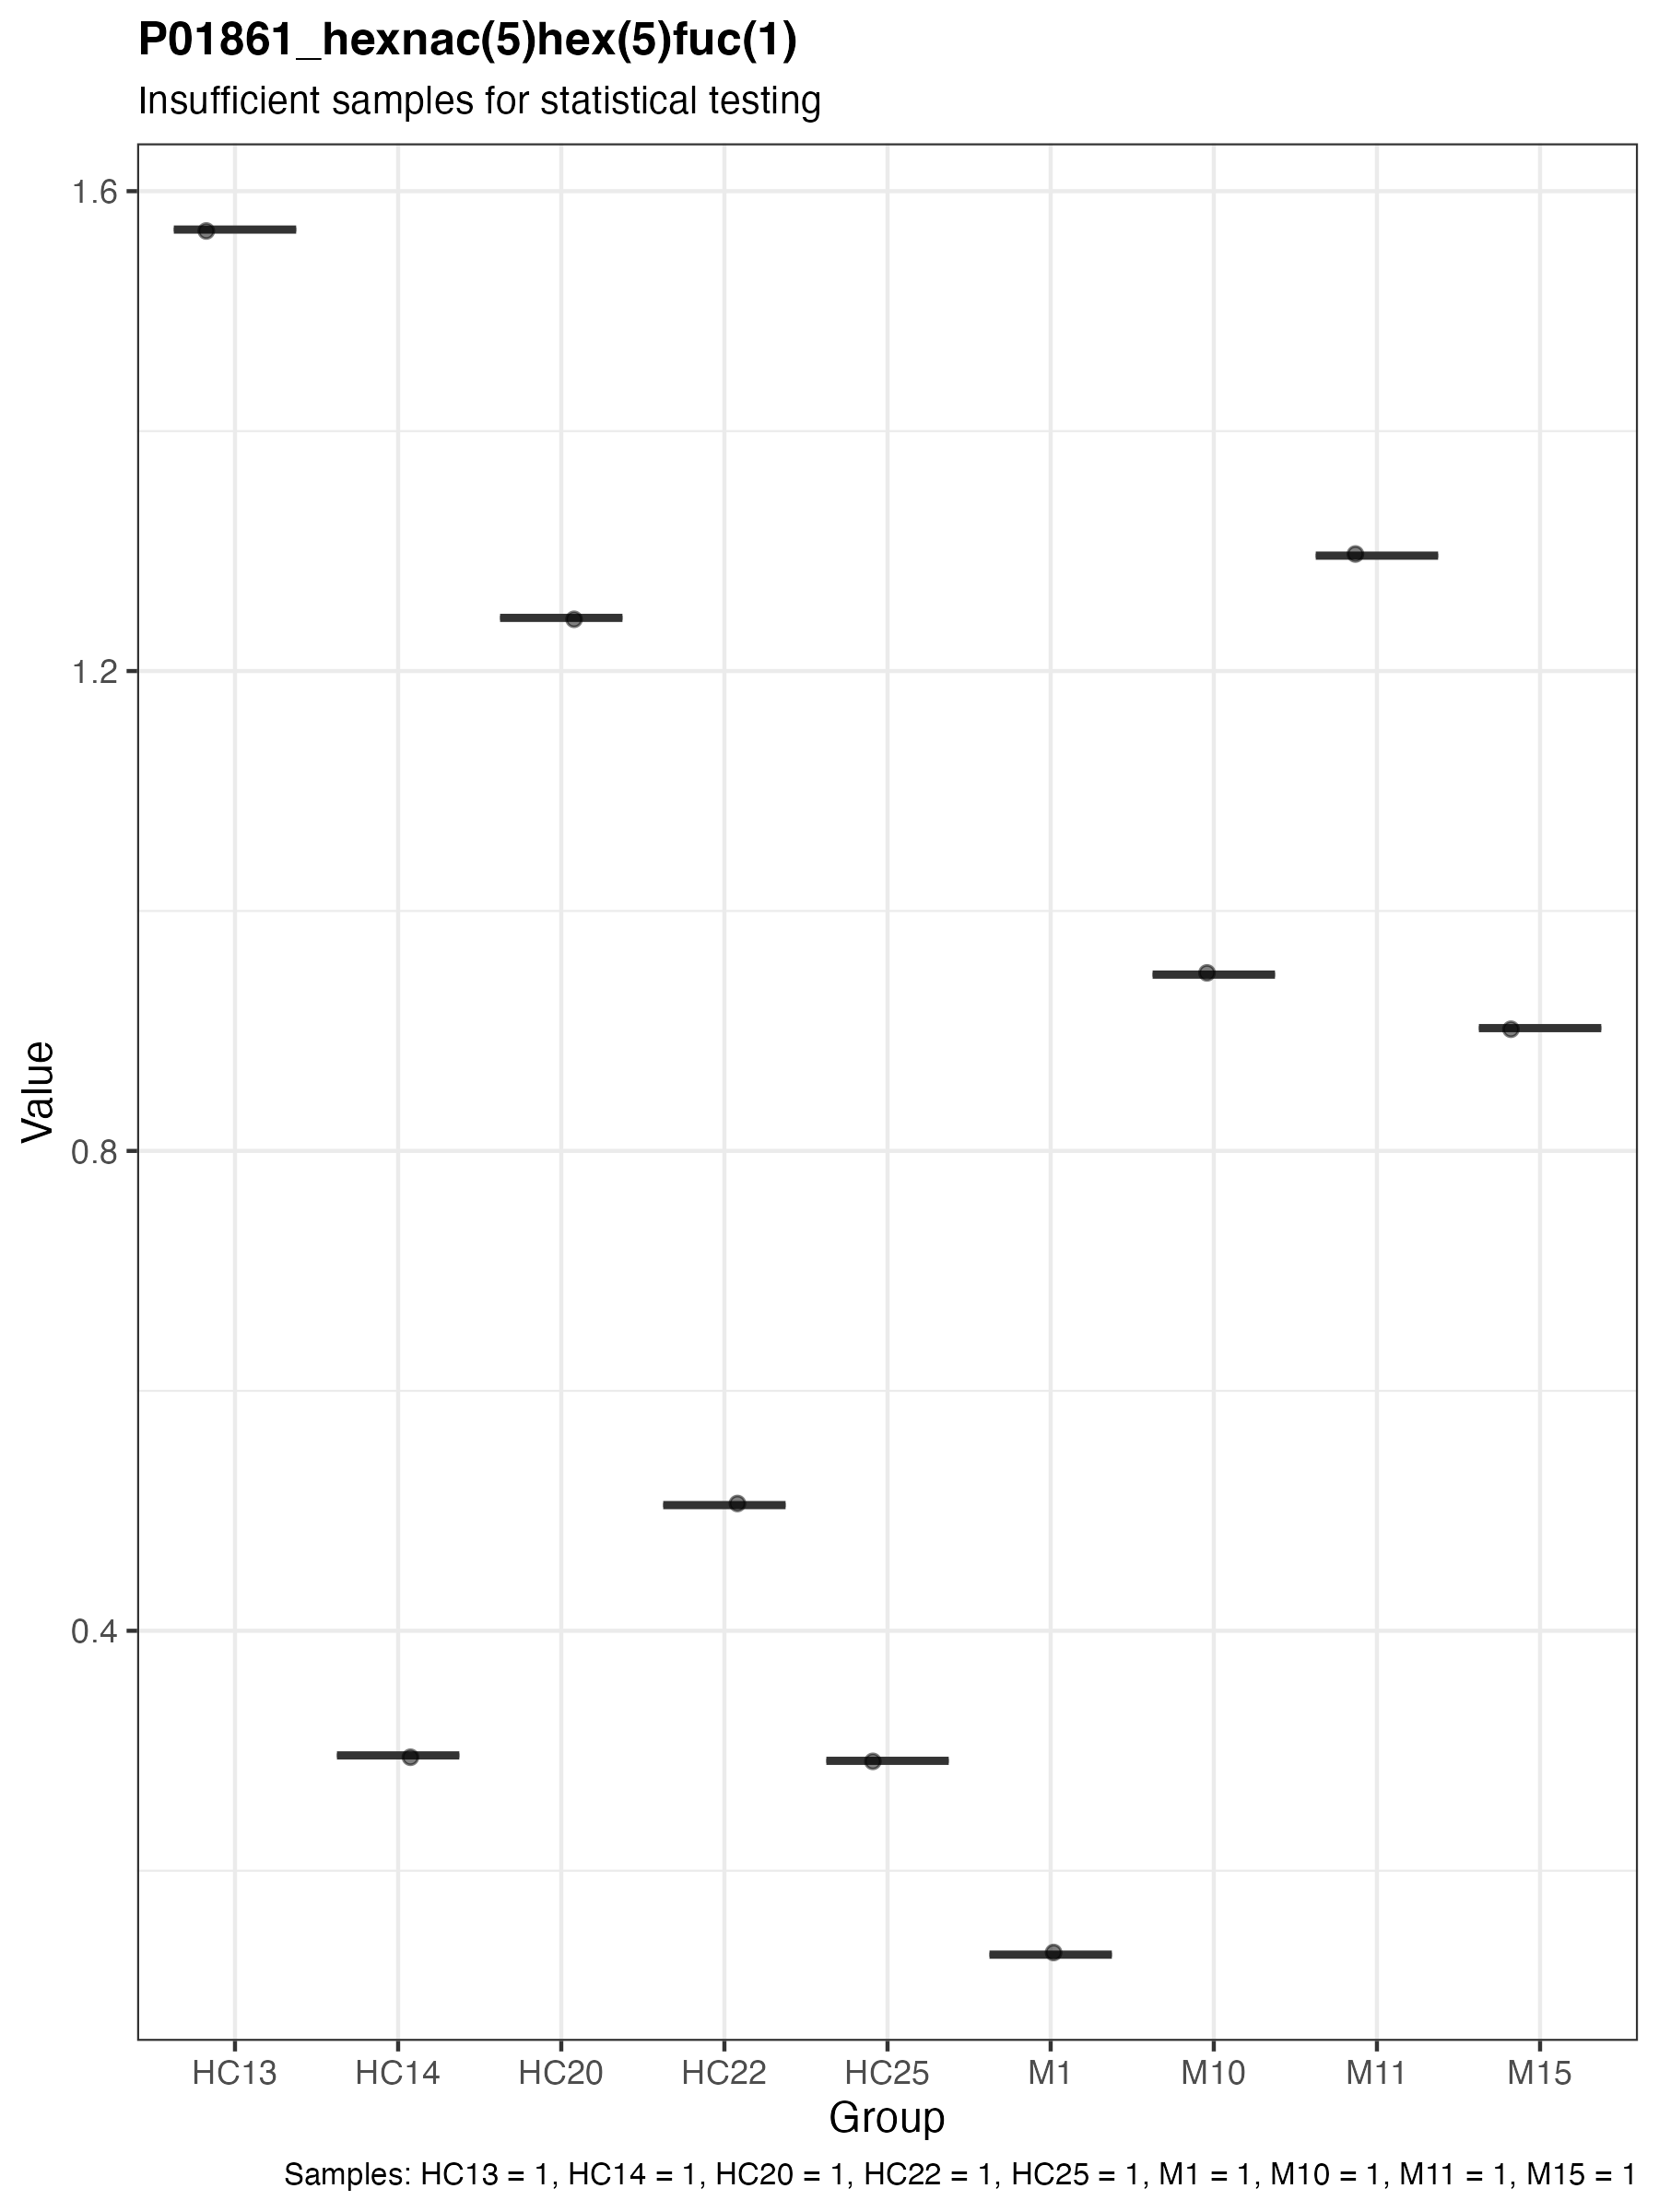 P01861_hexnac(5)hex(5)fuc(1)
Insufficient samples for statistical testing
1.6
1.2
0.8
0.4
Value
HC13 HC14 HC20 HC22 HC25 M1 M10 M11 M15
Group
Samples: HC13 = 1, HC14 = 1, HC20 = 1, HC22 = 1, HC25 = 1, M1 = 1, M10 = 1, M11 = 1, M15 = 1